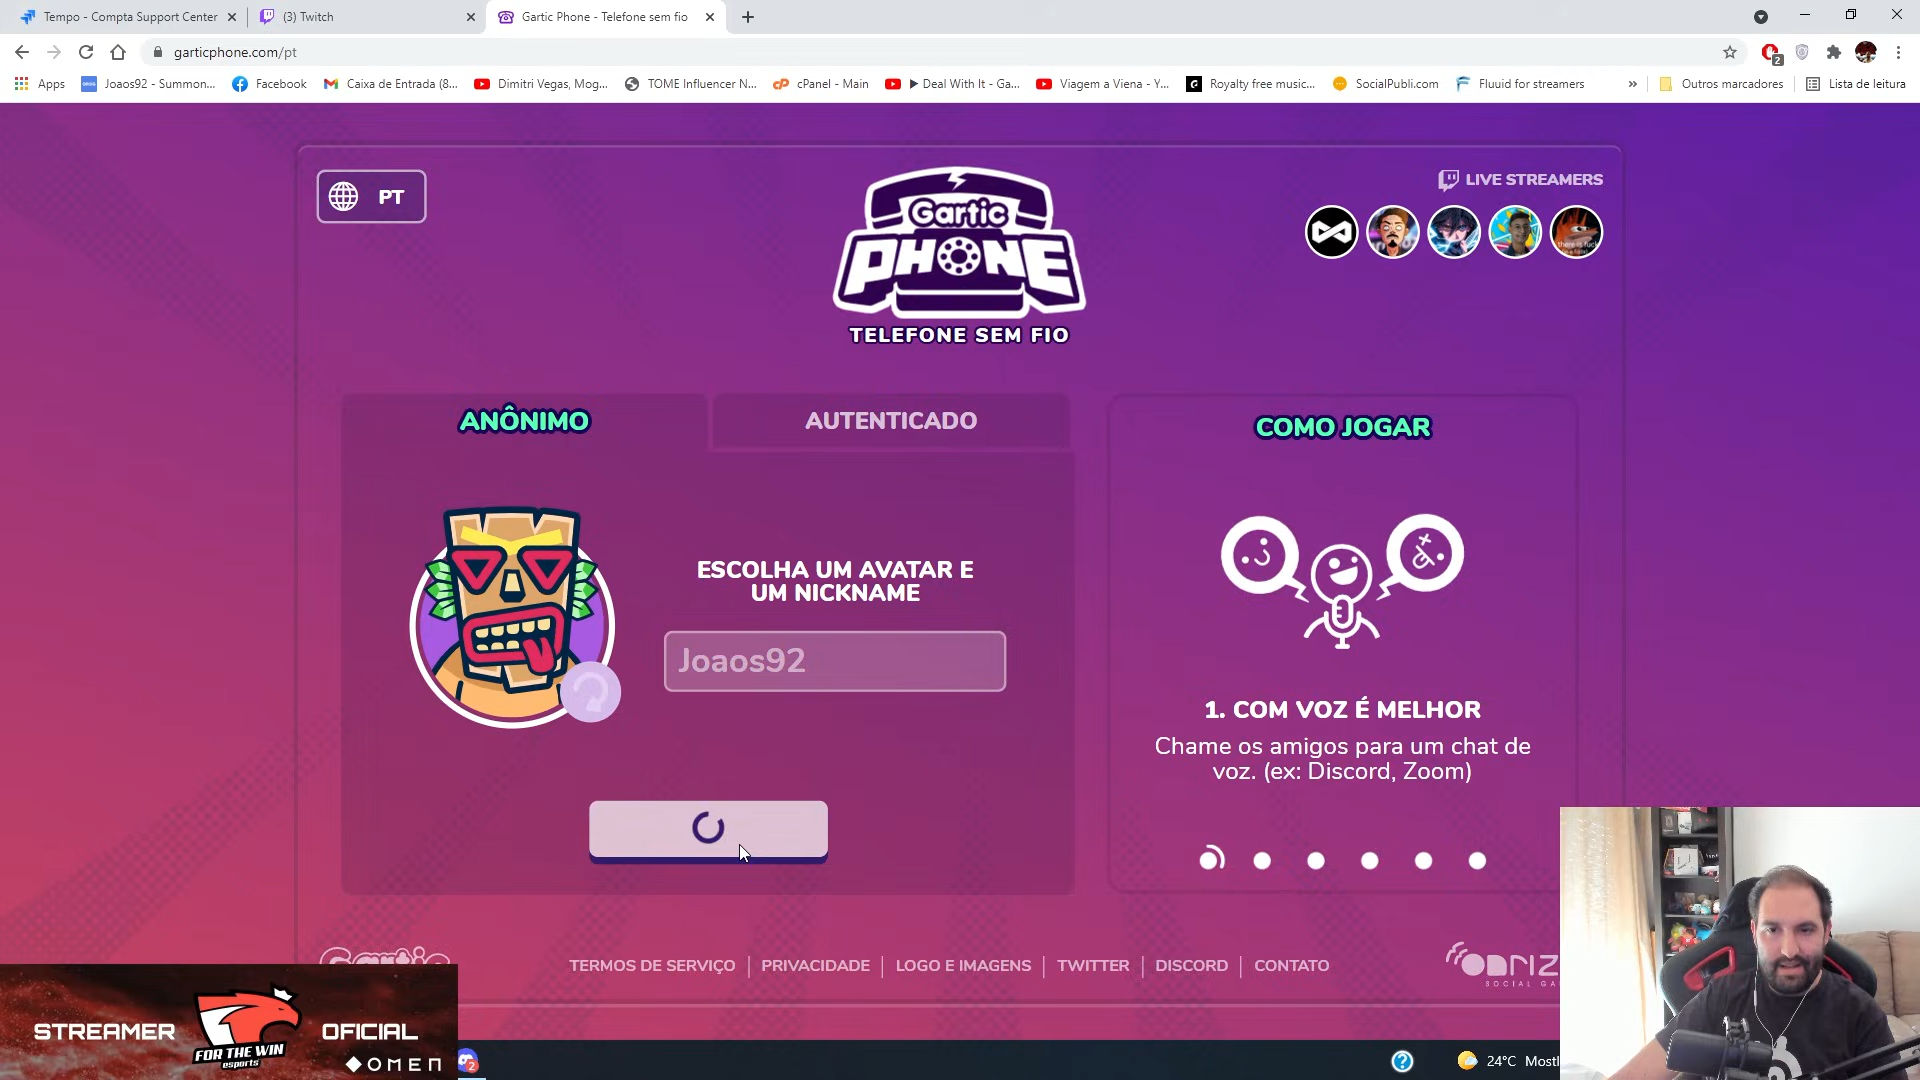 Tempo - Compta Support Center
(3) Twitch
Gartic Phone - Telefone sem fio
garticphone.com/pt
2
Apps
Joaos92 - Summon...
Facebook
Caixa de Entrada (8...
Dimitri Vegas, Mog...
TOME Influencer N...
cPanel - Main
▶ Deal With It - Ga...
Viagem a Viena - Y...
Royalty free music...
SocialPubli.com
Fluuid for streamers
»
Outros marcadores
Lista de leitura
PT
Gartic
PHONE
TELEFONE SEM FIO
LIVE STREAMERS
ANÔNIMO
AUTENTICADO
ESCOLHA UM AVATAR E
UM NICKNAME
Joaos92
COMO JOGAR
1. COM VOZ É MELHOR
Chame os amigos para um chat de
voz. (ex: Discord, Zoom)
Gartic
TERMOS DE SERVIÇO
PRIVACIDADE
LOGO E IMAGENS
TWITTER
DISCORD
CONTATO
STREAMER
FOR THE WIN
esports
OFICIAL
OMEN
2
24°C Mostl